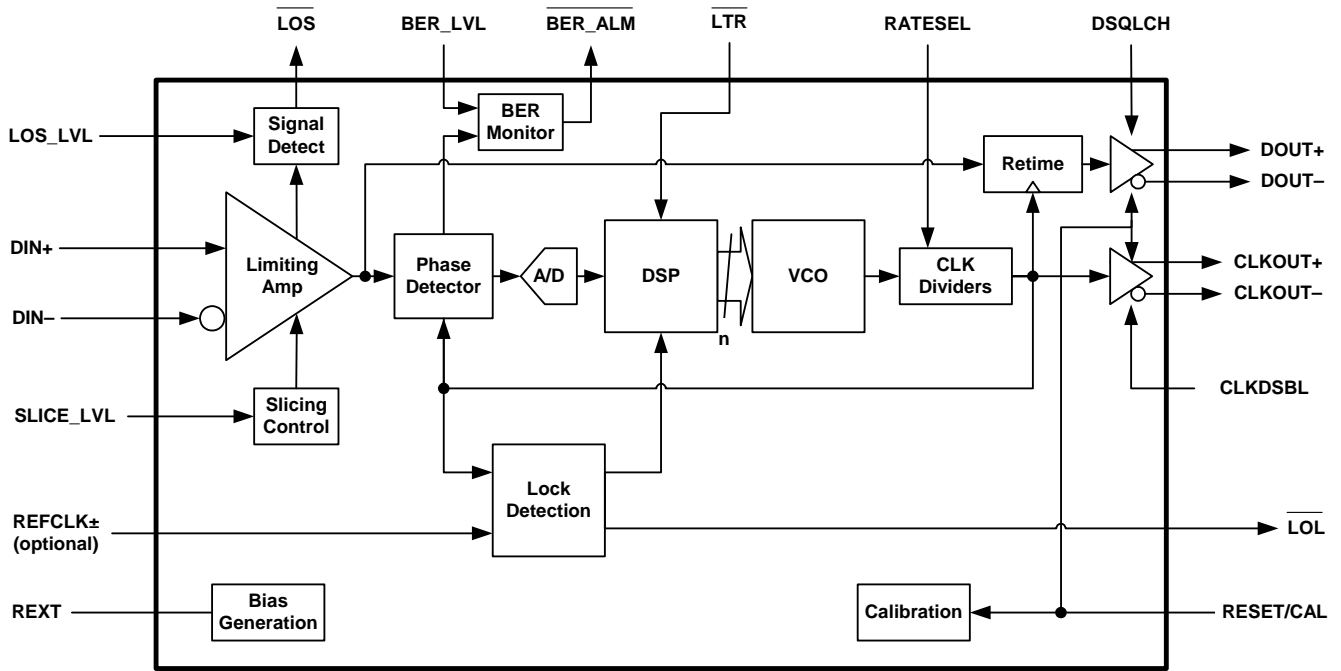 LOS
BER_LVL
BER_ALM
LTR
RATESEL
DSQLCH
LOS_LVL
Signal
Detect
BER
Monitor
Retime
DOUT+
DOUT–
DIN+
DIN–
Limiting
Amp
Phase
Detector
A/D
DSP
n
VCO
CLK
Dividers
CLKOUT+
CLKOUT–
SLICE_LVL
Slicing
Control
CLKDSBL
Lock
Detection
REFCLK±
(optional)
LOL
REXT
Bias
Generation
Calibration
RESET/CAL